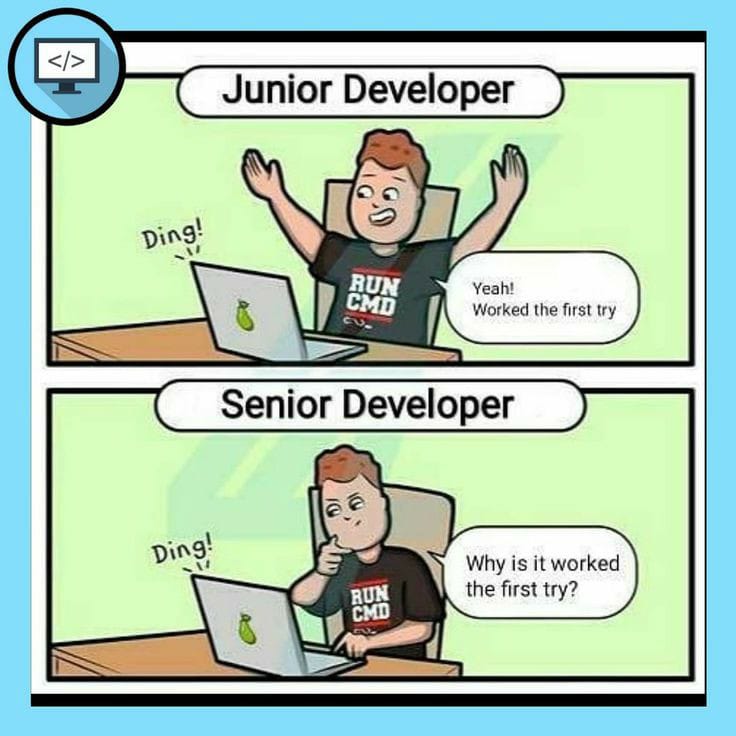 </>
Junior Developer
Ding!
RUN
CMD
Yeah!
Worked the first try
Senior Developer
Ding!
RUN
CMD
Why is it worked
the first try?